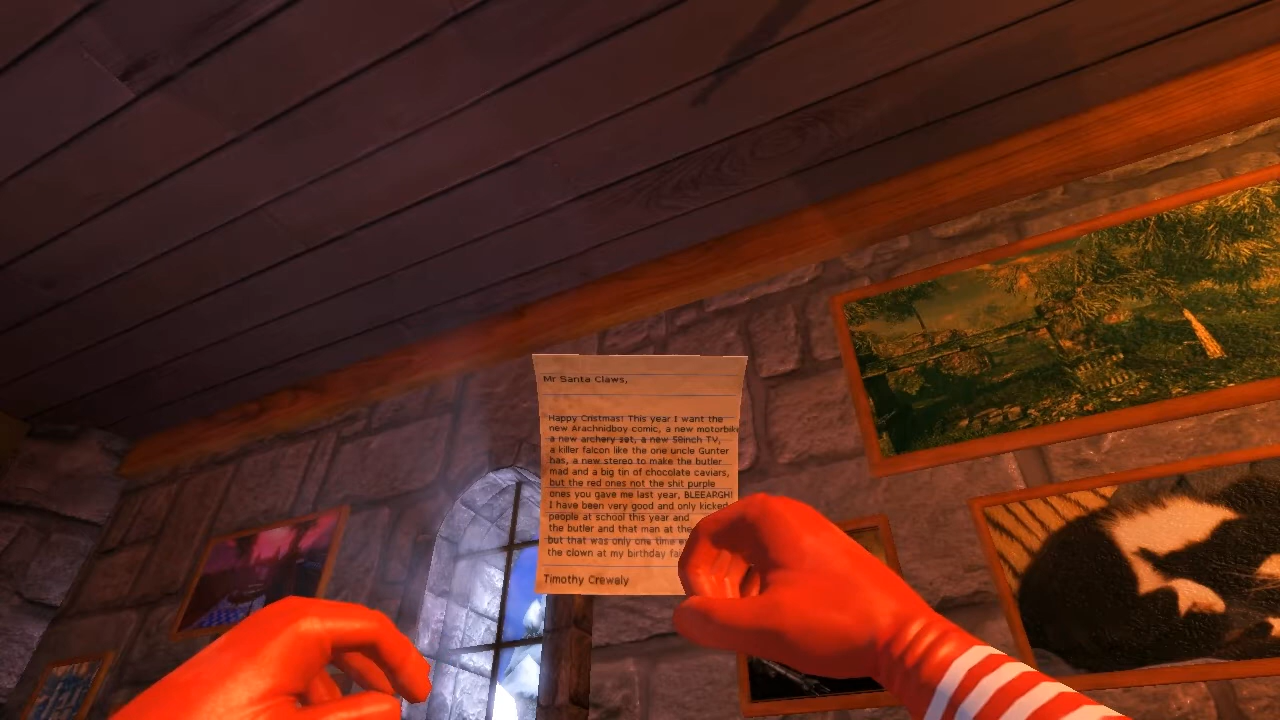 Mr Santa Claws,
Happy Cristmas! This year I want the
new Arachnidboy comic, a new motorbik
a new archery set, a new 58inch TV,
a killer falcon like the one uncle Gunter
has, a new stereo to make the butler
mad and a big tin of chocolate caviars,
but the red ones not the shit purple
ones you gave me last year, BLEEARGH!
I have been very good and only kicked
people at school this year and
the butler and that man at the
but that was only one time
the clown at my birthday
Timothy Crewaly